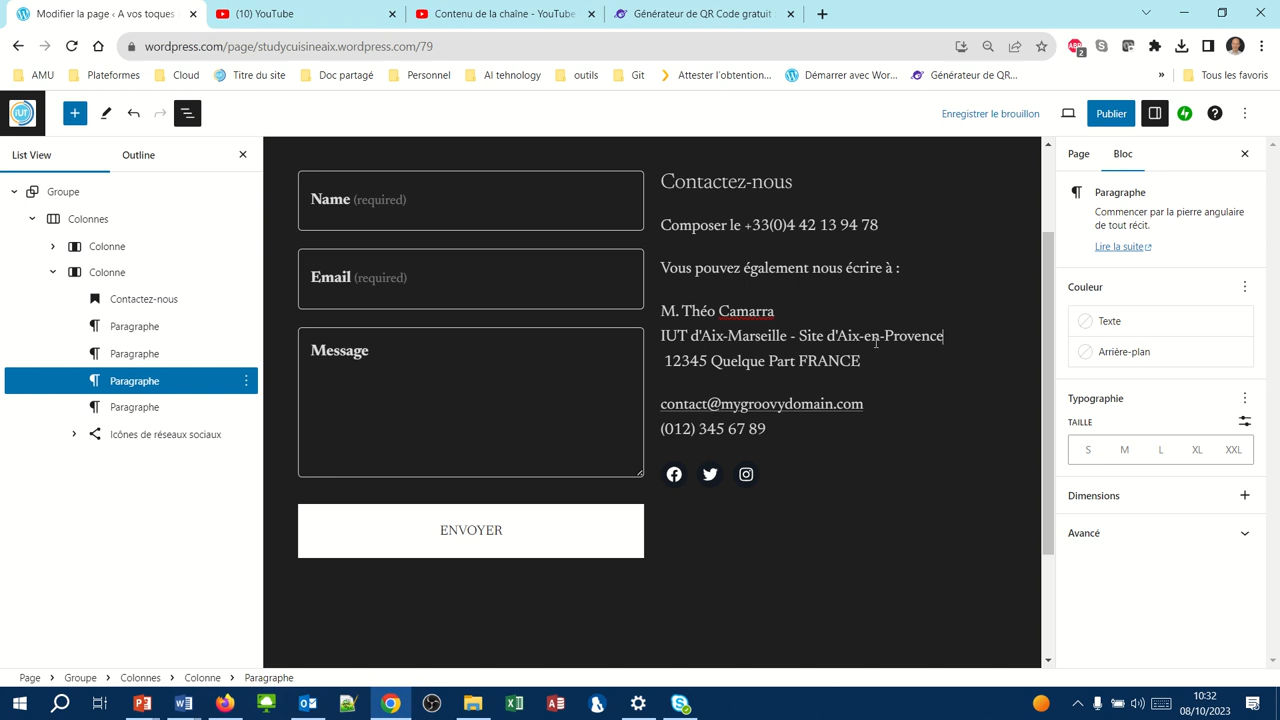 Modifier la page « A vos toques
(10) YouTube
Contenu de la chaîne - YouTube
Générateur de QR Code gratuit
wordpress.com/page/studycuisineaix.wordpress.com/79
2
AMU
Plateformes
Cloud
Titre du site
Doc partagé
Personnel
AI tehnology
outils
Git
Attester l'obtention...
Démarrer avec Wor...
Générateur de QR...
»
Tous les favoris
IUT
Enregistrer le brouillon
Publier
List View
Outline
Page
Bloc
Groupe
Colonnes
Colonne
Colonne
Contactez-nous
Paragraphe
Paragraphe
Paragraphe
Paragraphe
Icônes de réseaux sociaux
Name (required)
Email (required)
Message
ENVOYER
Contactez-nous
Composer le +33(0)4 42 13 94 78
Vous pouvez également nous écrire à :
M. Théo Camarra
IUT d'Aix-Marseille - Site d'Aix-en-Provence
12345 Quelque Part FRANCE
contact@mygroovydomain.com
(012) 345 67 89
Paragraphe
Commencer par la pierre angulaire
de tout récit.
Lire la suite
Couleur
Texte
Arrière-plan
Typographie
TAILLE
S M L XL XXL
Dimensions
Avancé
Page
Groupe
Colonnes
Colonne
Paragraphe
10:32
08/10/2023